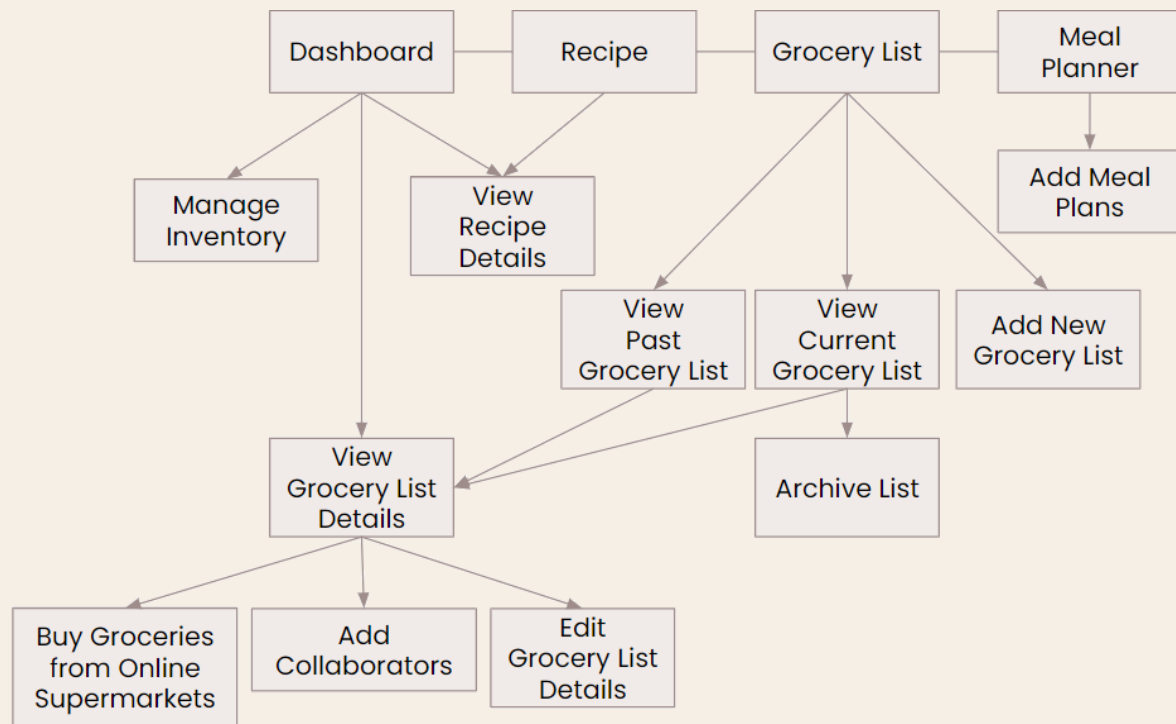 Dashboard
Recipe
Grocery List
Meal
Planner
Manage
Inventory
View
Recipe
Details
Add Meal
Plans
View
Past
Grocery List
View
Current
Grocery List
Add New
Grocery List
View
Grocery List
Details
Archive List
Buy Groceries
from Online
Supermarkets
Add
Collaborators
Edit
Grocery List
Details